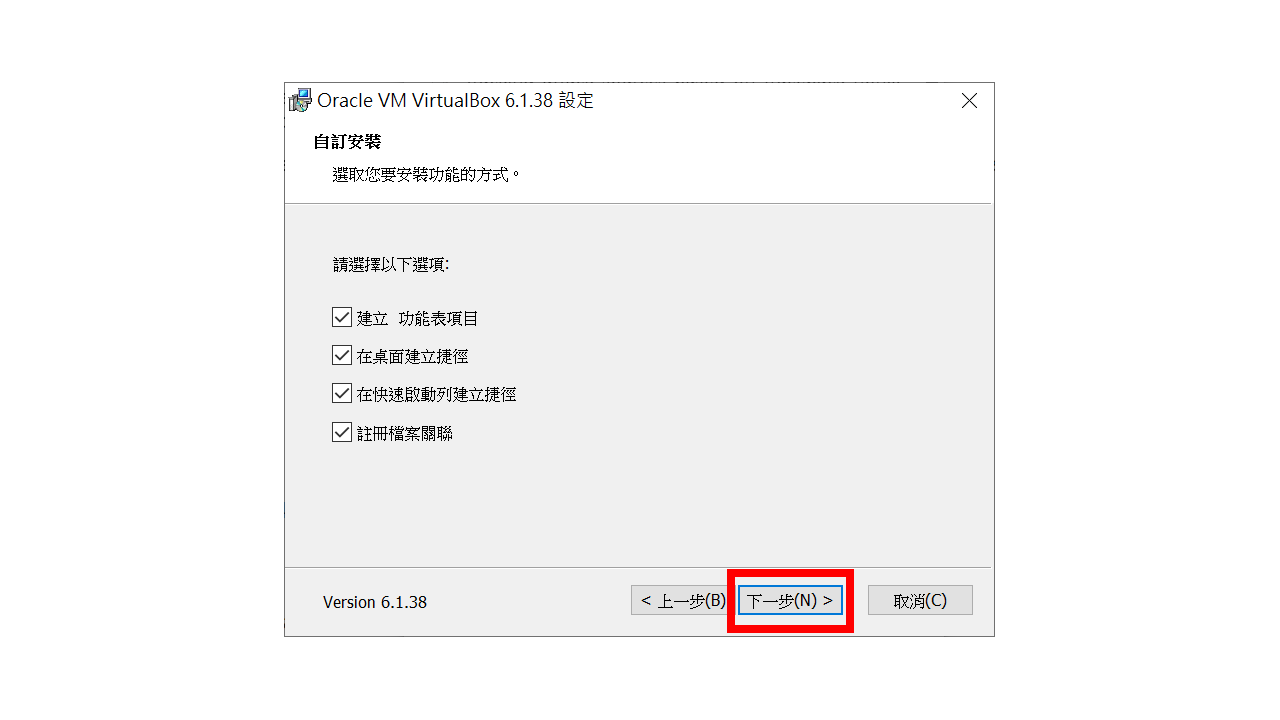 Oracle VM VirtualBox 6.1.38 設定
自訂安裝
選取您要安裝功能的方式。
請選擇以下選項:
建立 功能表項目
在桌面建立捷徑
在快速啟動列建立捷徑
註冊檔案關聯
Version 6.1.38
< 上一步(B)
下一步(N) >
取消(C)